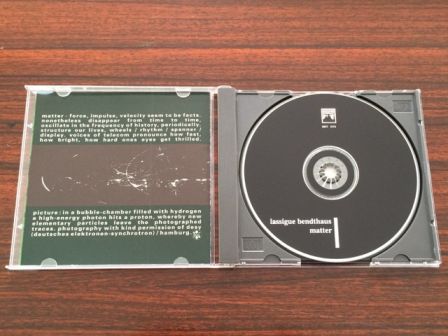 matter - force, impulse, velocity seem to be facts.
nonetheless disappear from time to time,
oscillate in the frequency of history, periodically,
structure our lives, wheels / rhythm / spanner /
display. voices of telecom pronounce how fast,
how bright, how hard ones eyes get thrilled.
picture: in a bubble-chamber filled with hydrogen
a high-energy photon hits a proton, whereby new
elementary particles leave the photographed
traces. photography with kind permission of desy
(deutsches elektronen-synchrotron) / hamburg.
lassigue bendthaus
matter